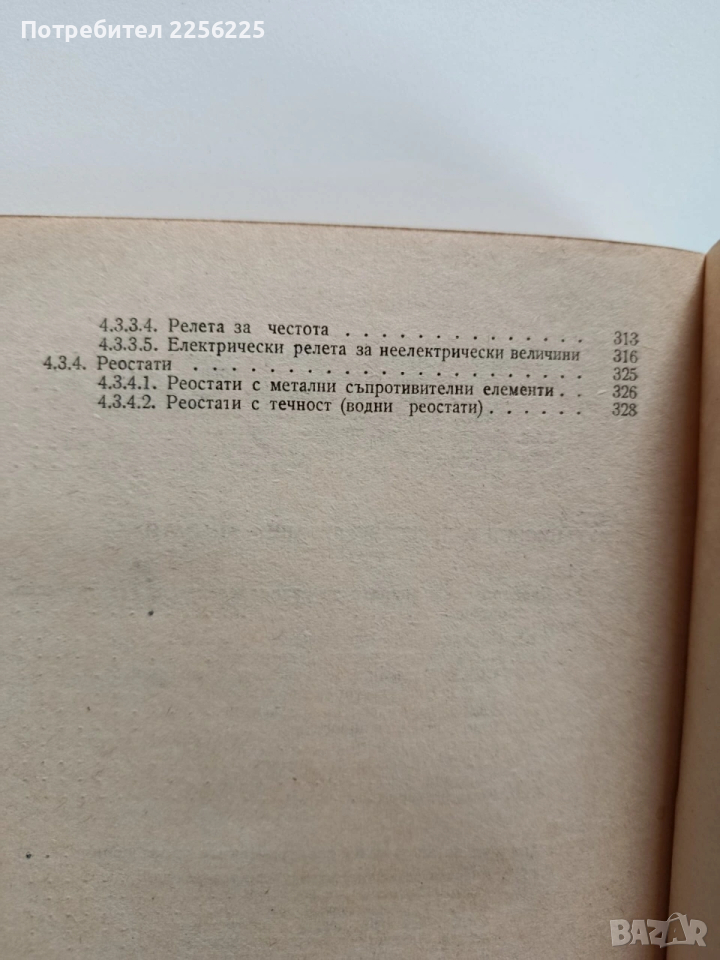 Потребител 2256225
4.3.3.4. Релета за честота . . . . . . . . . . . . . . 313
4.3.3.5. Електрически релета за неелектрически величини 316
4.3.4. Реостати . . . . . . . . . . . . . . . . . . . . . . 325
4.3.4.1. Реостати с метални съпротивителни елементи . . 326
4.3.4.2. Реостати с течност (водни реостати) . . . . . . 328
BAZAR